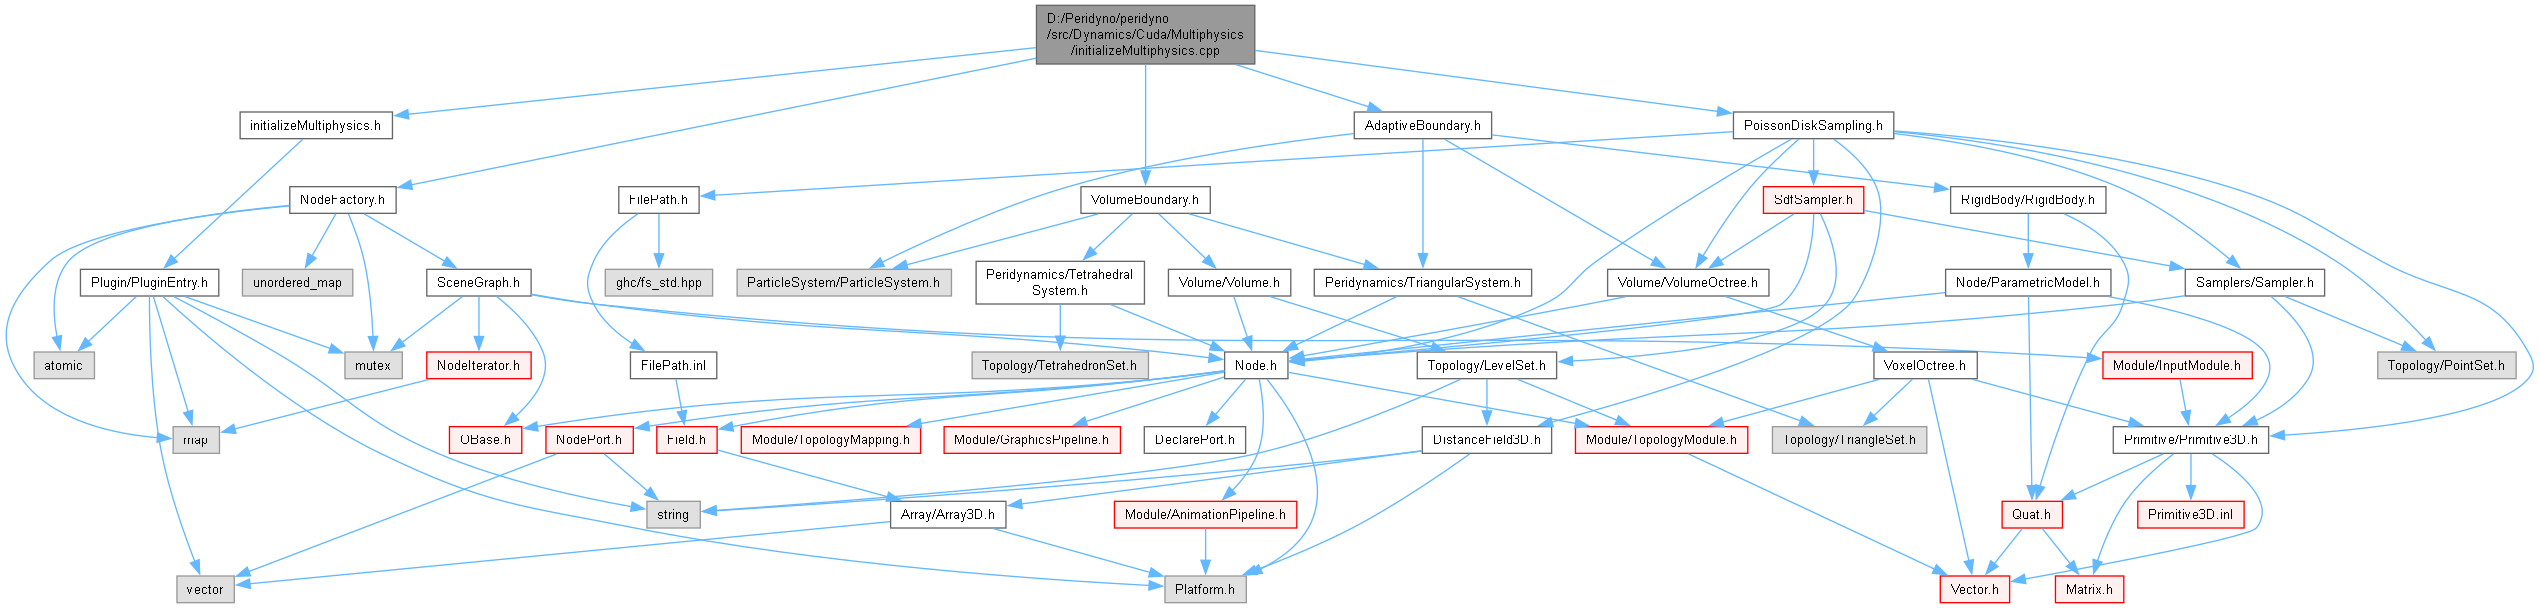 D:/Peridyno/peridyno
/src/Dynamics/Cuda/Multiphysics
/initializeMultiphysics.cpp
initializeMultiphysics.h
AdaptiveBoundary.h
PoissonDiskSampling.h
NodeFactory.h
FilePath.h
VolumeBoundary.h
SdfSampler.h
RigidBody/RigidBody.h
Plugin/PluginEntry.h
unordered_map
SceneGraph.h
ghc/fs_std.hpp
ParticleSystem/ParticleSystem.h
Peridynamics/Tetrahedral
System.h
Volume/Volume.h
Peridynamics/TriangularSystem.h
Volume/VolumeOctree.h
Node/ParametricModel.h
Samplers/Sampler.h
atomic
mutex
NodeIterator.h
FilePath.inl
Topology/TetrahedronSet.h
Node.h
Topology/LevelSet.h
VoxelOctree.h
Module/InputModule.h
Topology/PointSet.h
map
OBase.h
NodePort.h
Field.h
Module/TopologyMapping.h
Module/GraphicsPipeline.h
DeclarePort.h
DistanceField3D.h
Module/TopologyModule.h
Topology/TriangleSet.h
Primitive/Primitive3D.h
string
Array/Array3D.h
Module/AnimationPipeline.h
Quat.h
Primitive3D.inl
vector
Platform.h
Vector.h
Matrix.h